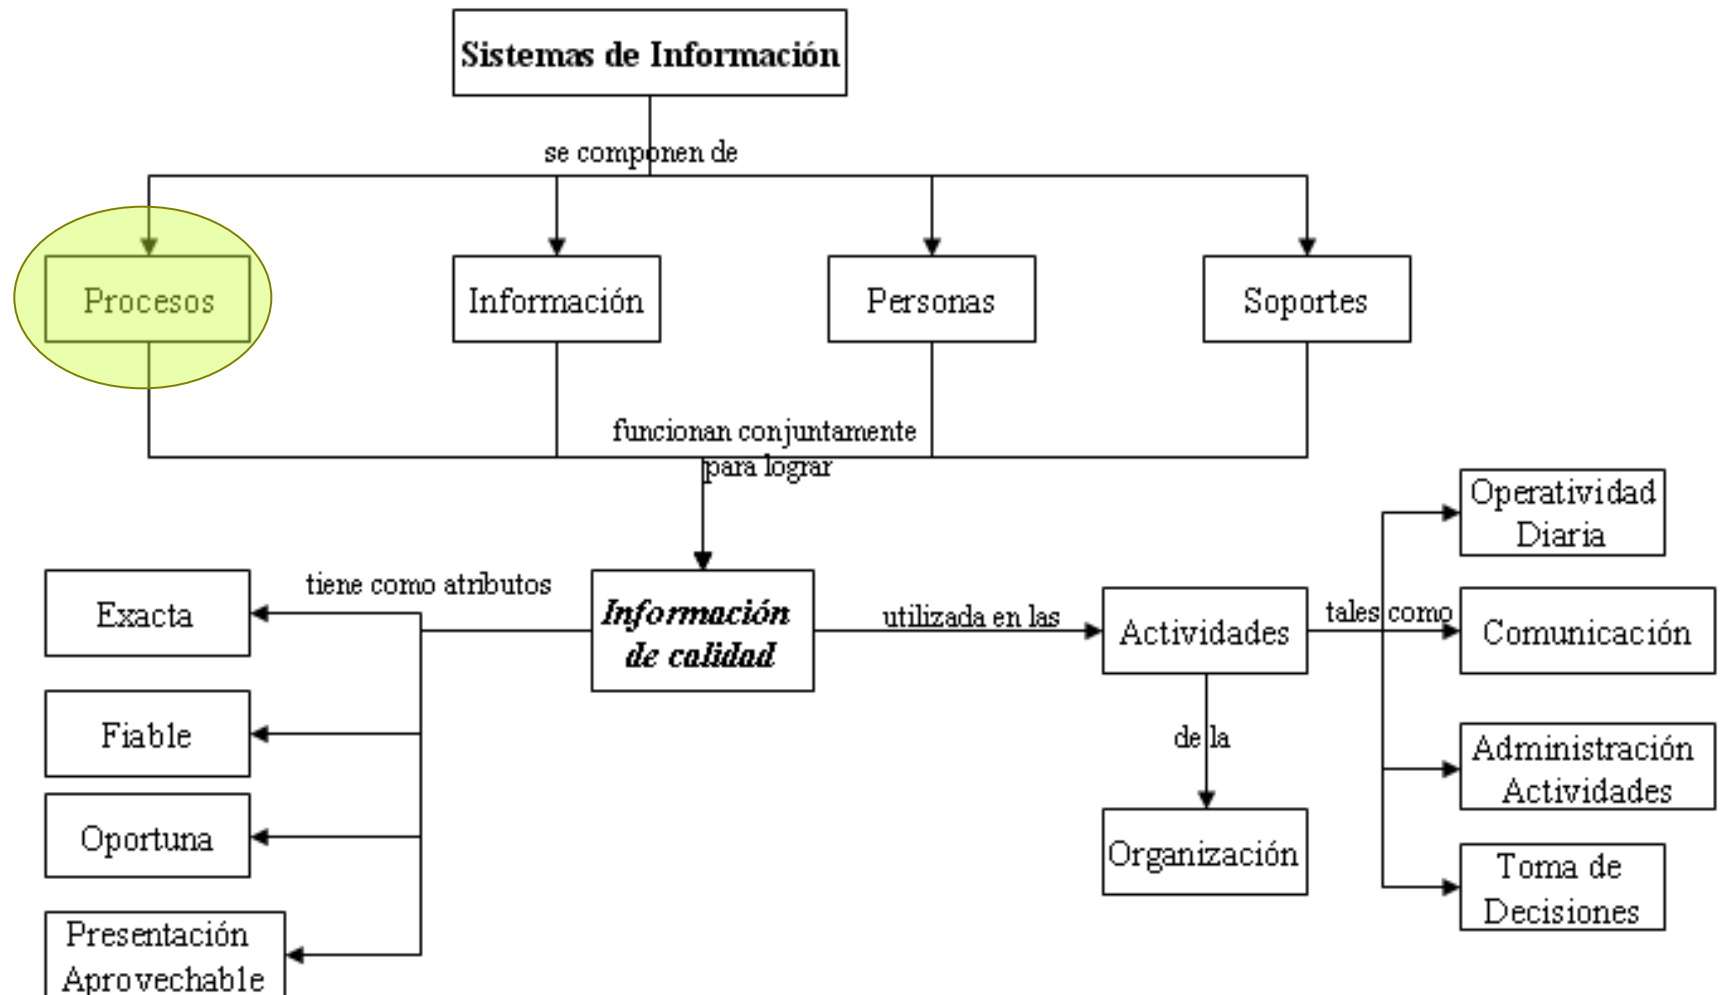 Sistemas de Información
se componen de
Procesos
Información
Personas
Soportes
funcionan conjuntamente
para lograr
Información
de calidad
tiene como atributos
Exacta
Fiable
Oportuna
Presentación
Aprovechable
utilizada en las
Actividades
de la
Organización
tales como
Operatividad
Diaria
Comunicación
Administración
Actividades
Toma de
Decisiones